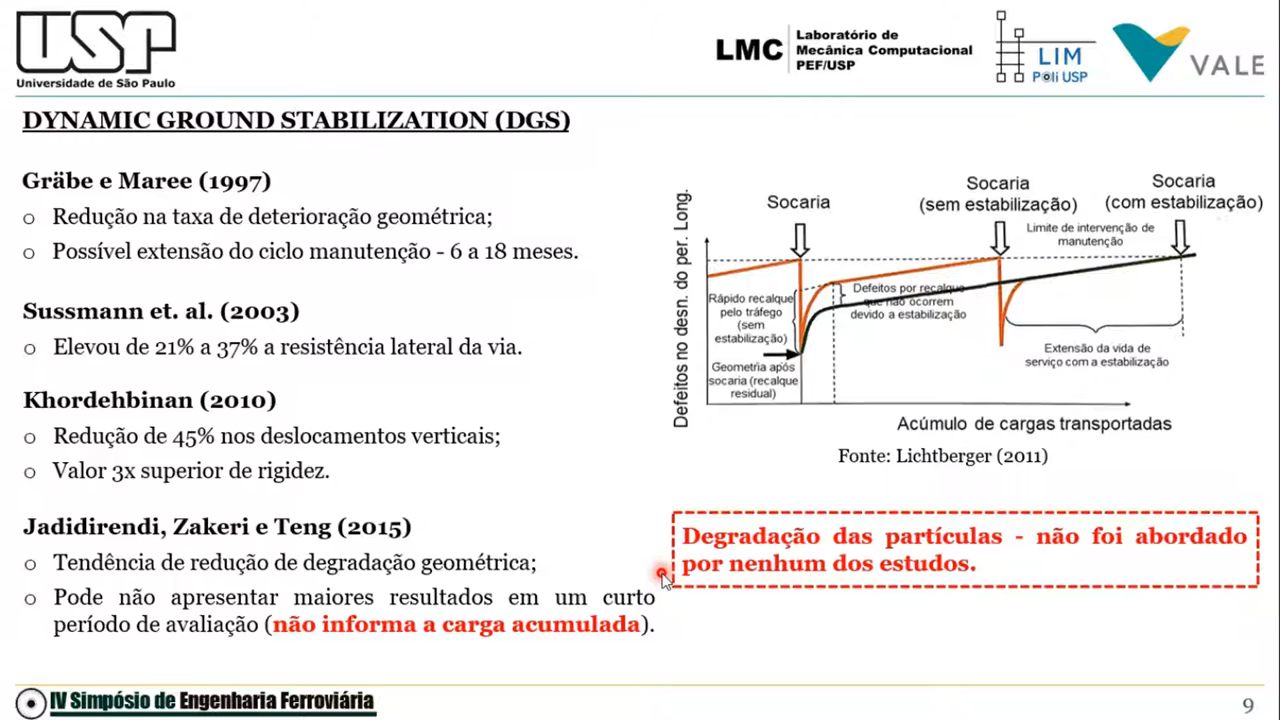 USP
Universidade de São Paulo
LMC
Laboratório de
Mecânica Computacional
PEF/USP
LIM
Poli USP
VALE
DYNAMIC GROUND STABILIZATION (DGS)
Gräbe e Maree (1997)
o Redução na taxa de deterioração geométrica;
o Possível extensão do ciclo manutenção - 6 a 18 meses.
Sussmann et. al. (2003)
o Elevou de 21% a 37% a resistência lateral da via.
Khordehbinan (2010)
o Redução de 45% nos deslocamentos verticais;
o Valor 3x superior de rigidez.
Jadidirendi, Zakeri e Teng (2015)
o Tendência de redução de degradação geométrica;
o Pode não apresentar maiores resultados em um curto
período de avaliação (não informa a carga acumulada).
Defeitos no desn. do per. Long.
Socaria
Socaria
(sem estabilização)
Socaria
(com estabilização)
Limite de intervenção de
manutenção
Rápido recalque
pelo tráfego
(sem
estabilização)
Defeitos por recalque
que não ocorrem
devido a estabilização
Geometria após
socaria (recalque
residual)
Extensão da vida de
serviço com a estabilização
Acúmulo de cargas transportadas
Fonte: Lichtberger (2011)
Degradação das partículas - não foi abordado
por nenhum dos estudos.
IV Simpósio de Engenharia Ferroviária
9